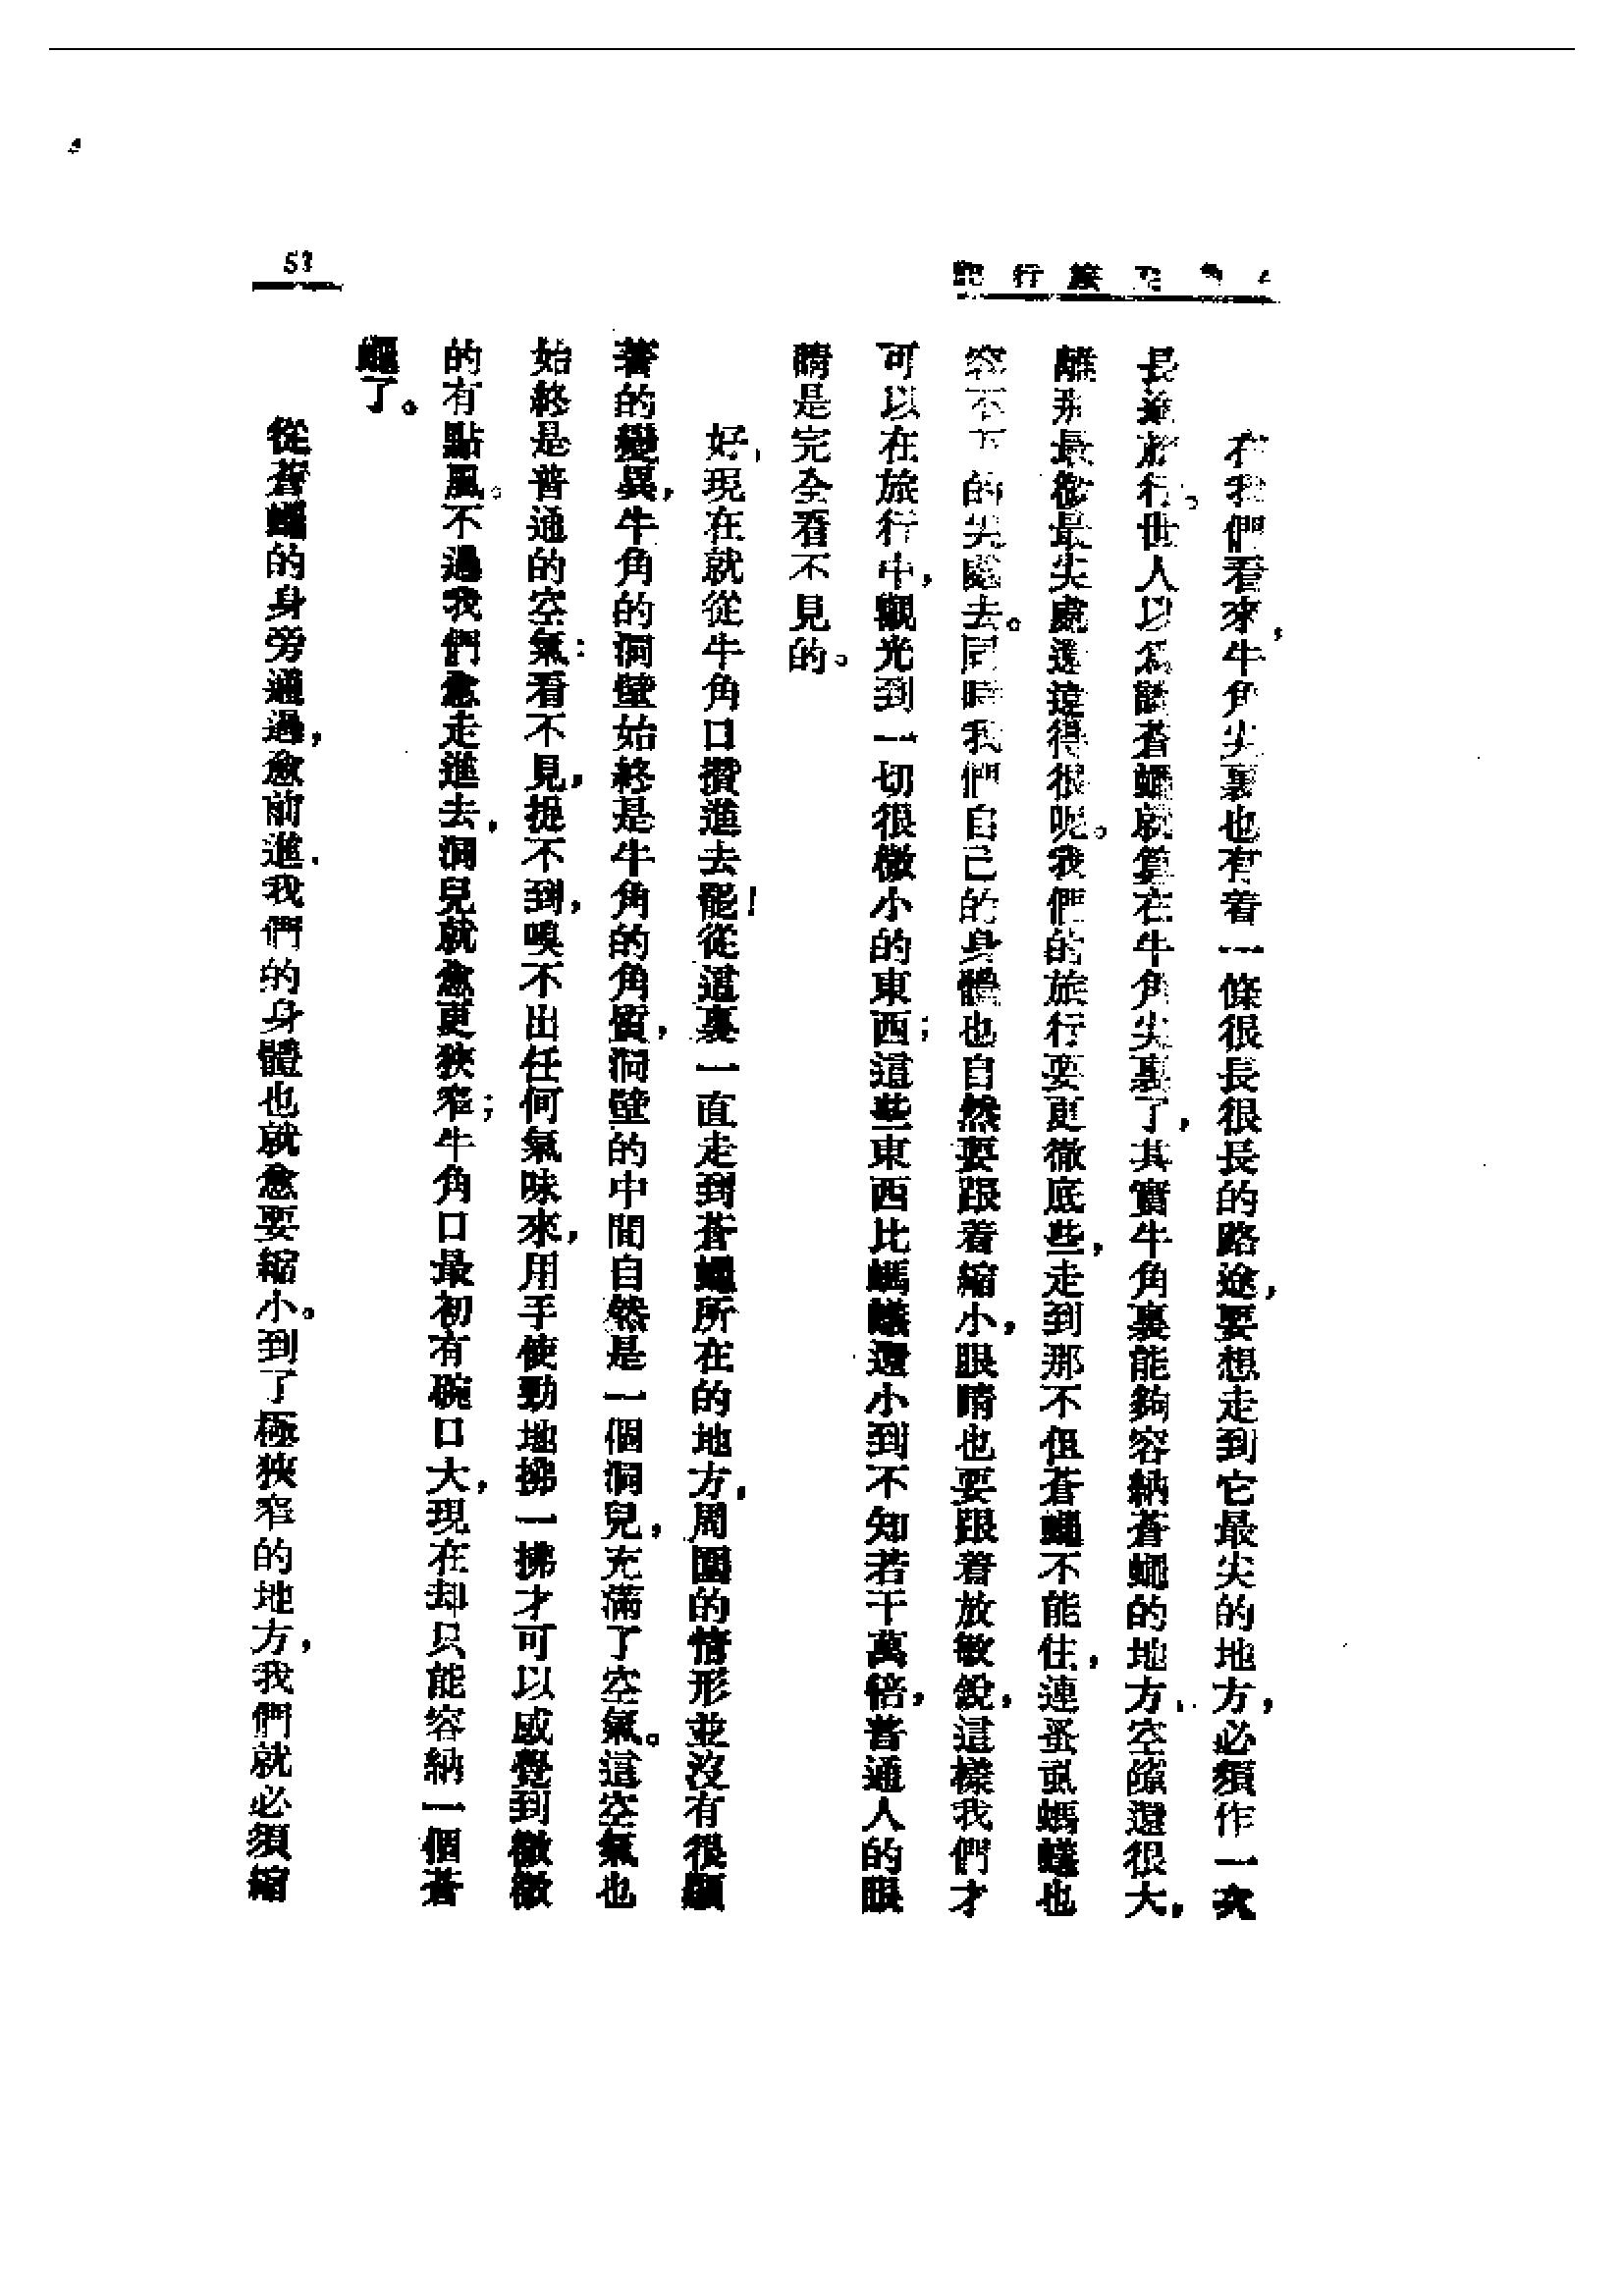 53
在我們看來，牛角尖裏也有着一條很長很長的路途，要想走到它最尖的地方，必須作一次
長途旅行。世人以爲讓蒼蠅就算在牛角尖裏了，其實牛角裏能夠容納蒼蠅的地方，空隙還很大，
離那最後最尖處還遠得很呢。我們的旅行要更徹底些，走到那不但蒼蠅不能住，連蚤虱螞蟻也
容不下的尖處去。同時我們自己的身體也自然要跟着縮小，眼睛也要跟着放敏銳，這樣我們才
可以在旅行中，觀光到一切很微小的東西；這些東西比螞蟻還小到不知若干萬倍，普通人的眼
睛是完全看不見的。
好，現在就從牛角口攢進去罷！從這裏一直走到蒼蠅所在的地方，周圍的情形並沒有很顯
著的變異，牛角的洞壁始終是牛角的角質，洞壁的中間自然是一個洞兒，充滿了空氣。這空氣也
始終是普通的空氣：看不見，捉不到，嗅不出任何氣味來，用手使勁地拂一拂才可以感覺到微微
的有點風。不過我們愈走進去，洞兒就愈更狹窄；牛角口最初有碗口大，現在却只能容納一個蒼
蠅了。
從蒼蠅的身旁通過，愈前進，我們的身體也就愈要縮小。到了極狹窄的地方，我們就必須縮